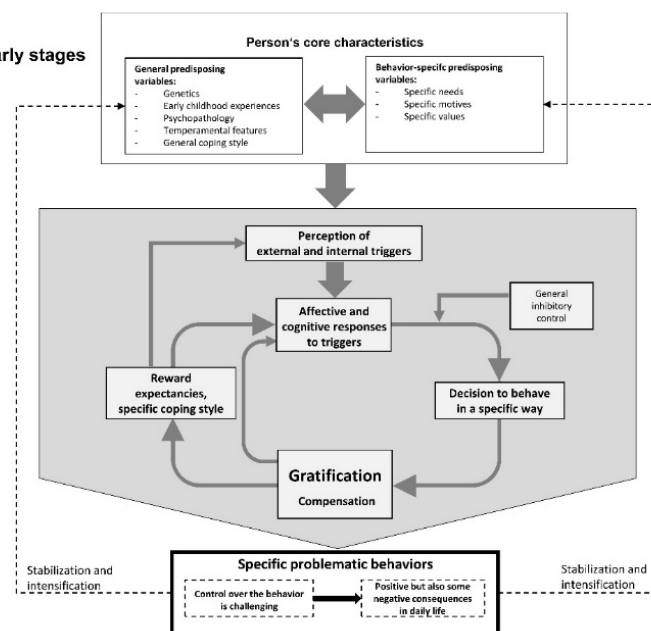 arly stages
Person's core characteristics
General predisposing
variables:
- Genetics
- Early childhood experiences
- Psychopathology
- Temperamental features
- General coping style
Behavior-specifc predisposing
variables:
- Specific needs
- Specific motives
- Specific values
Perception of
external and internal triggers
Affective and
cognitive responses
to triggers
General
inhibitory
control
Reward
expectancies,
specific coping style
Decision to behave
in a specific way
Gratification
Compensation
Stabilization and
intensification
Specific problematic behaviors
Control over the behavior
is challenging
Positive but also some
negative consequences
in daily life
Stabilization and
intensification